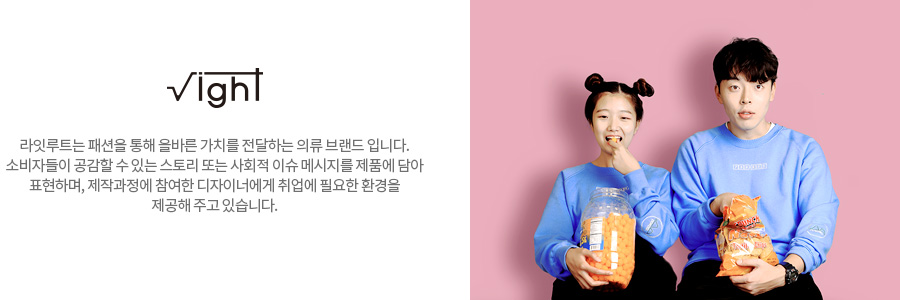 √ight
라잇루트는 패션을 통해 올바른 가치를 전달하는 의류 브랜드 입니다.
소비자들이 공감할 수 있는 스토리 또는 사회적 이슈 메시지를 제품에 담아
표현하며, 제작과정에 참여한 디자이너에게 취업에 필요한 환경을
제공해 주고 있습니다.